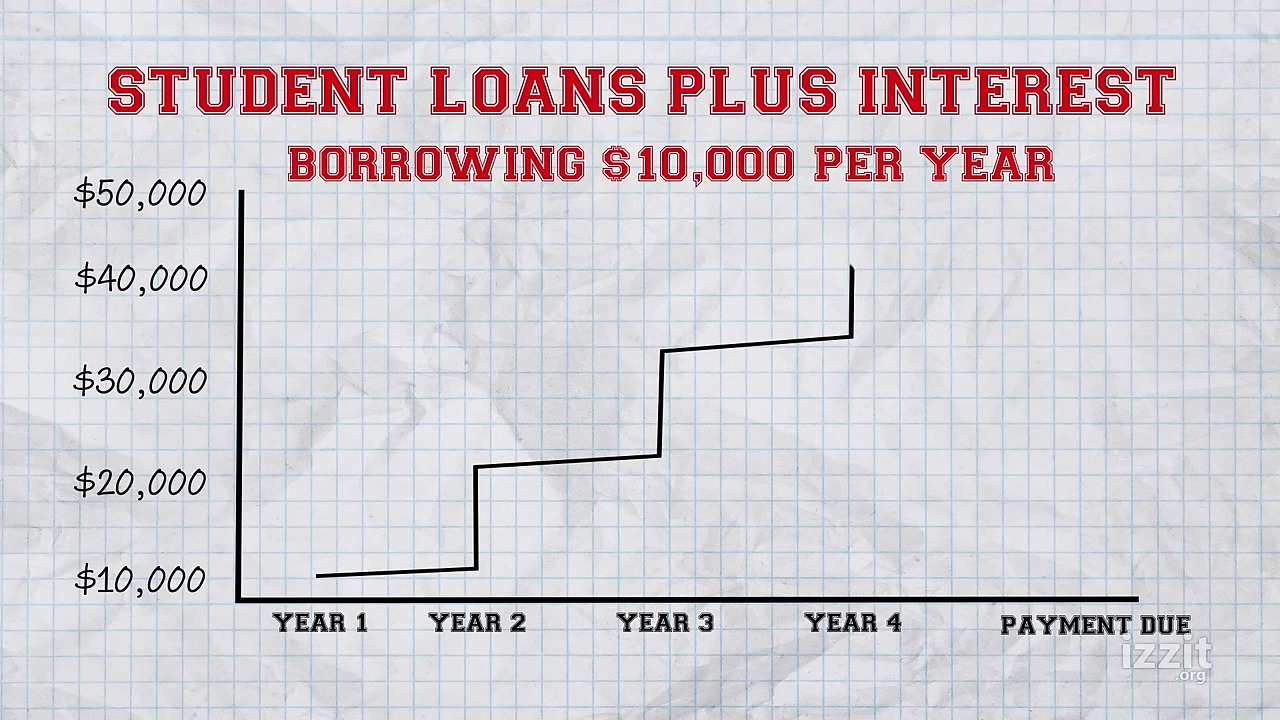 STUDENT LOANS PLUS INTEREST
BORROWING $10,000 PER YEAR
$50,000
$40,000
$30,000
$20,000
$10,000
YEAR 1 YEAR 2 YEAR 3 YEAR 4 PAYMENT DUE
izzit
.org